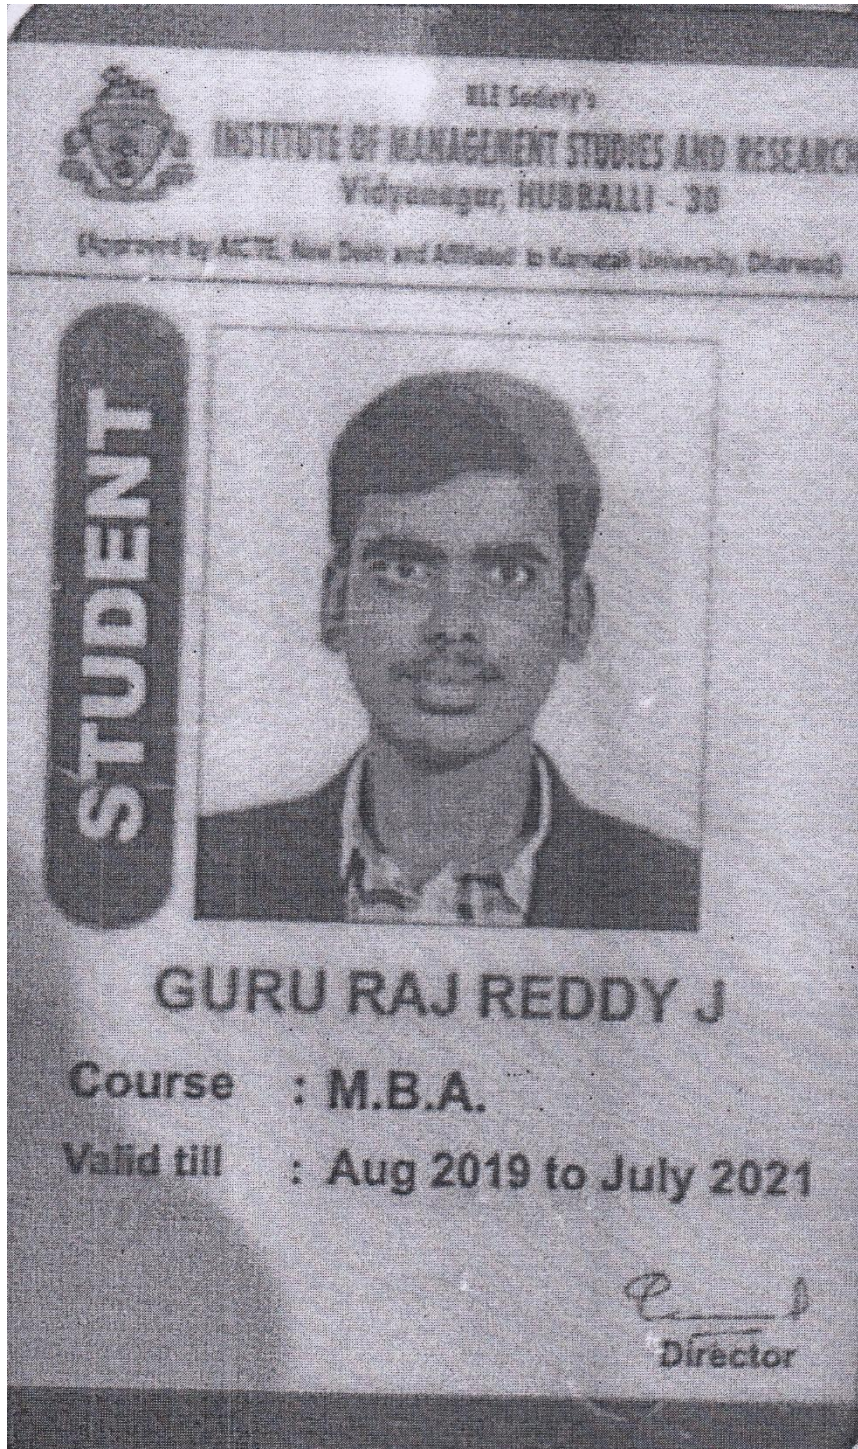 KLE Society's
INSTITUTE OF MANAGEMENT STUDIES AND RESEARCH
Vidyanagar, HUBBALLI - 30
(Approved by AICTE, New Delhi and Affiliated to Karnatak University, Dharwad)
STUDENT
GURU RAJ REDDY J
Course : M.B.A.
Valid till : Aug 2019 to July 2021
Director